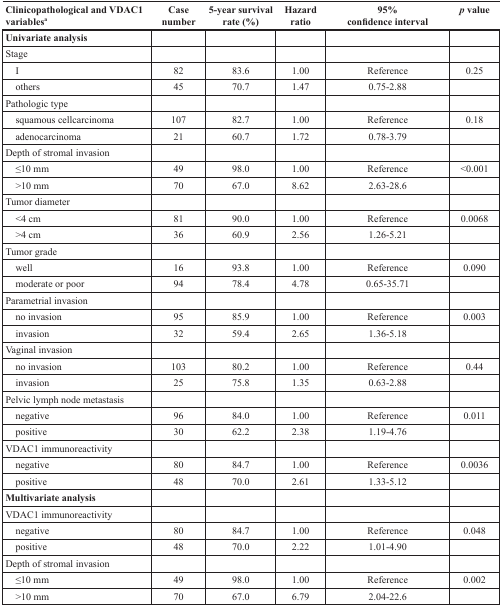 Clinicopathological and VDAC1 variablesa Case number 5-year survival rate (%) Hazard ratio 95% confidence interval p value
Univariate analysis
Stage
I 82 83.6 1.00 Reference 0.25
others 45 70.7 1.47 0.75-2.88
Pathologic type
squamous cellcarcinoma 107 82.7 1.00 Reference 0.18
adenocarcinoma 21 60.7 1.72 0.78-3.79
Depth of stromal invasion
≤10 mm 49 98.0 1.00 Reference <0.001
>10 mm 70 67.0 8.62 2.63-28.6
Tumor diameter
<4 cm 81 90.0 1.00 Reference 0.0068
>4 cm 36 60.9 2.56 1.26-5.21
Tumor grade
well 16 93.8 1.00 Reference 0.090
moderate or poor 94 78.4 4.78 0.65-35.71
Parametrial invasion
no invasion 95 85.9 1.00 Reference 0.003
invasion 32 59.4 2.65 1.36-5.18
Vaginal invasion
no invasion 103 80.2 1.00 Reference 0.44
invasion 25 75.8 1.35 0.63-2.88
Pelvic lymph node metastasis
negative 96 84.0 1.00 Reference 0.011
positive 30 62.2 2.38 1.19-4.76
VDAC1 immunoreactivity
negative 80 84.7 1.00 Reference 0.0036
positive 48 70.0 2.61 1.33-5.12
Multivariate analysis
VDAC1 immunoreactivity
negative 80 84.7 1.00 Reference 0.048
positive 48 70.0 2.22 1.01-4.90
Depth of stromal invasion
≤10 mm 49 98.0 1.00 Reference 0.002
>10 mm 70 67.0 6.79 2.04-22.6